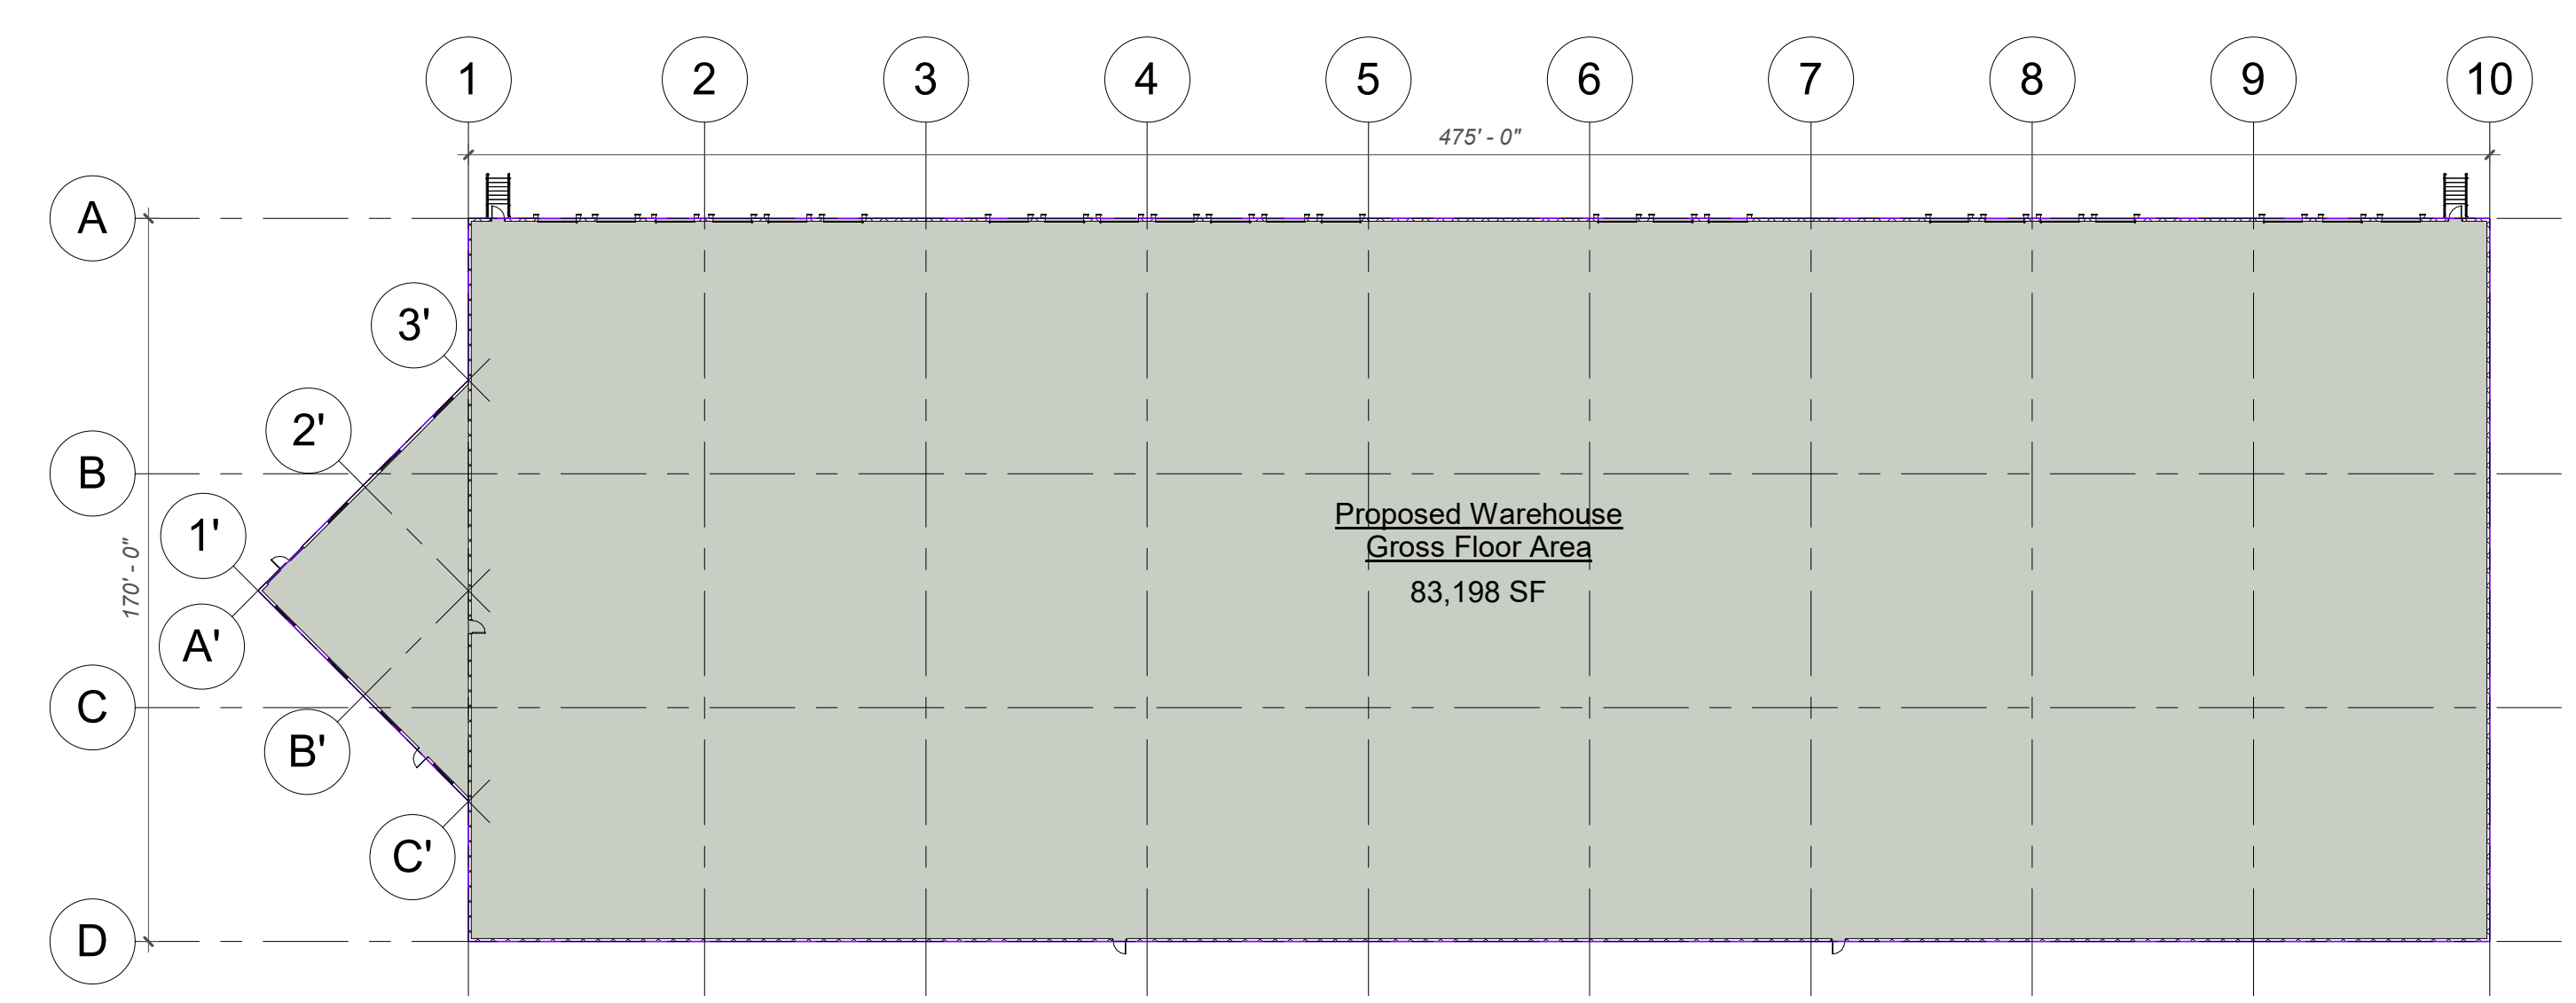 1 2 3 4 5 6 7 8 9 10
475' - 0"
A
3'
2'
B
1'
170' - 0"
Proposed Warehouse
Gross Floor Area
83,198 SF
A'
C
B'
C'
D